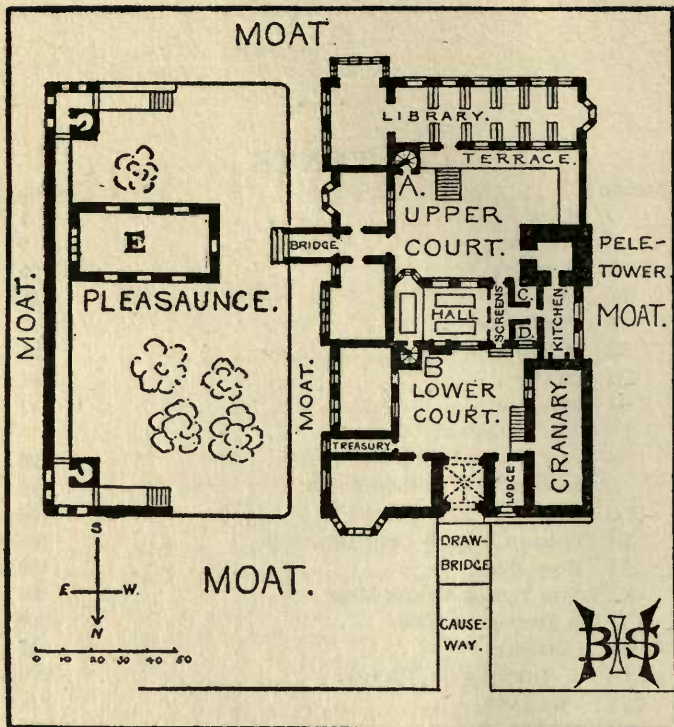 MOAT.
LIBRARY.
TERRACE.
A.
UPPER
COURT.
BRIDGE
E
PELE-
TOWER.
MOAT.
PLEASAUNCE.
MOAT.
HALL
SCREENS
C.
D.
KITCHEN
MOAT.
B
LOWER
COURT.
CRANARY.
TREASURY
LODGE
S
E. W.
N
MOAT.
DRAW-
BRIDGE
CAUSE-
WAY.
0 10 20 30 40 50
BHS